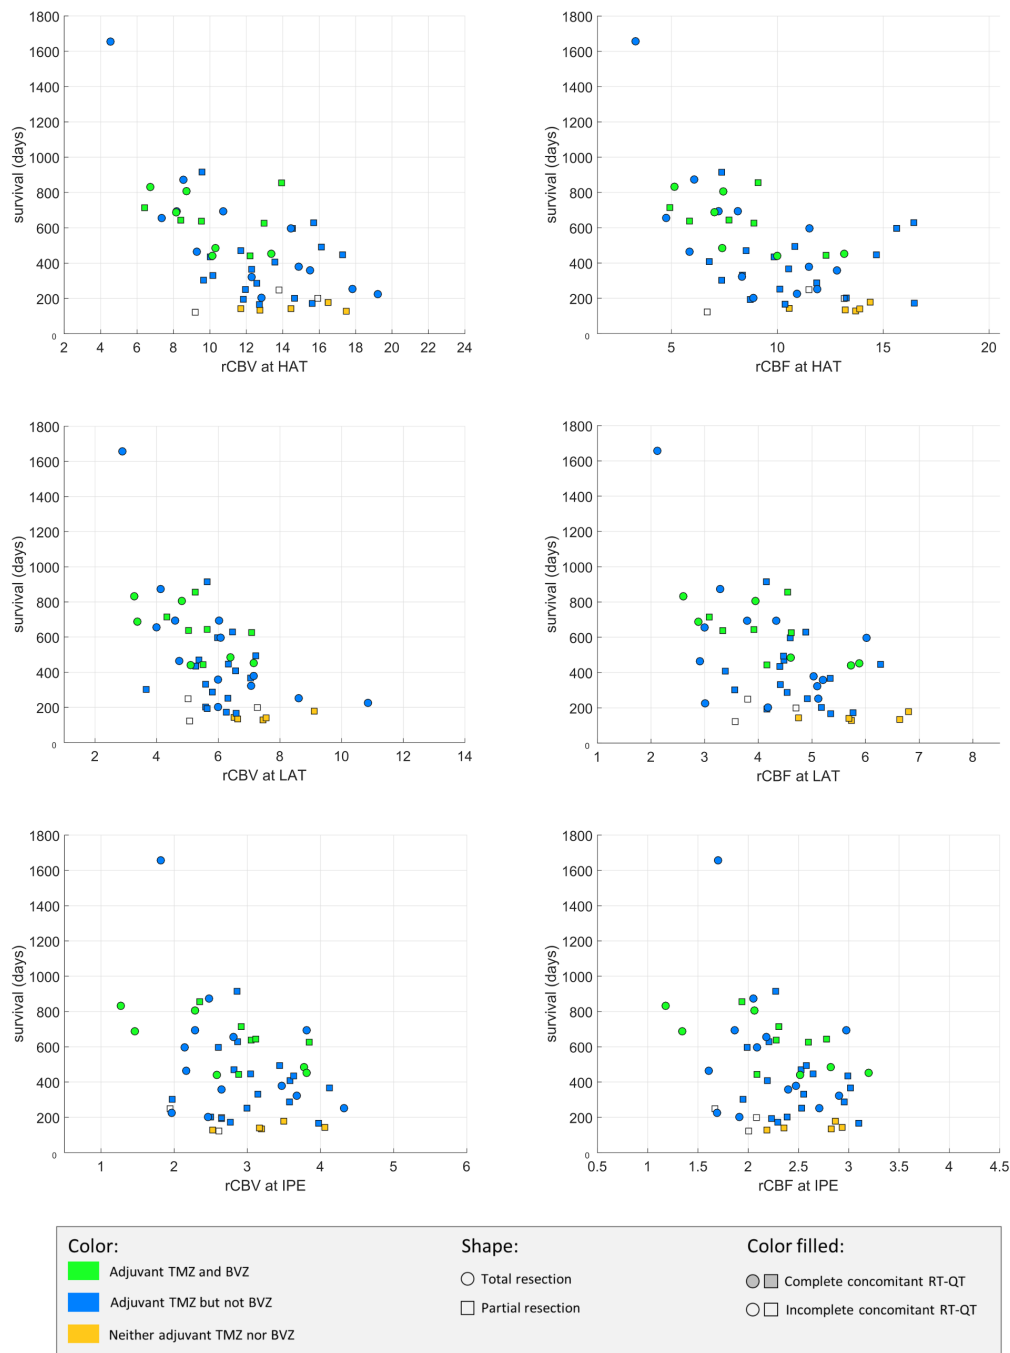 1800 1800
1600 1600
1400 1400
1200 1200
1000 1000
800 800
600 600
400 400
200 200
0 0
survival (days) survival (days)
2 4 6 8 10 12 14 16 18 20 22 24 5 10 15 20
rCBV at HAT rCBF at HAT
1800 1800
1600 1600
1400 1400
1200 1200
1000 1000
800 800
600 600
400 400
200 200
0 0
survival (days) survival (days)
2 4 6 8 10 12 14 1 2 3 4 5 6 7 8
rCBV at LAT rCBF at LAT
1800 1800
1600 1600
1400 1400
1200 1200
1000 1000
800 800
600 600
400 400
200 200
0 0
survival (days) survival (days)
1 2 3 4 5 6 0.5 1 1.5 2 2.5 3 3.5 4 4.5
rCBV at IPE rCBF at IPE
Color: Shape: Color filled:
Adjuvant TMZ and BVZ Total resection Complete concomitant RT-QT
Adjuvant TMZ but not BVZ Partial resection Incomplete concomitant RT-QT
Neither adjuvant TMZ nor BVZ